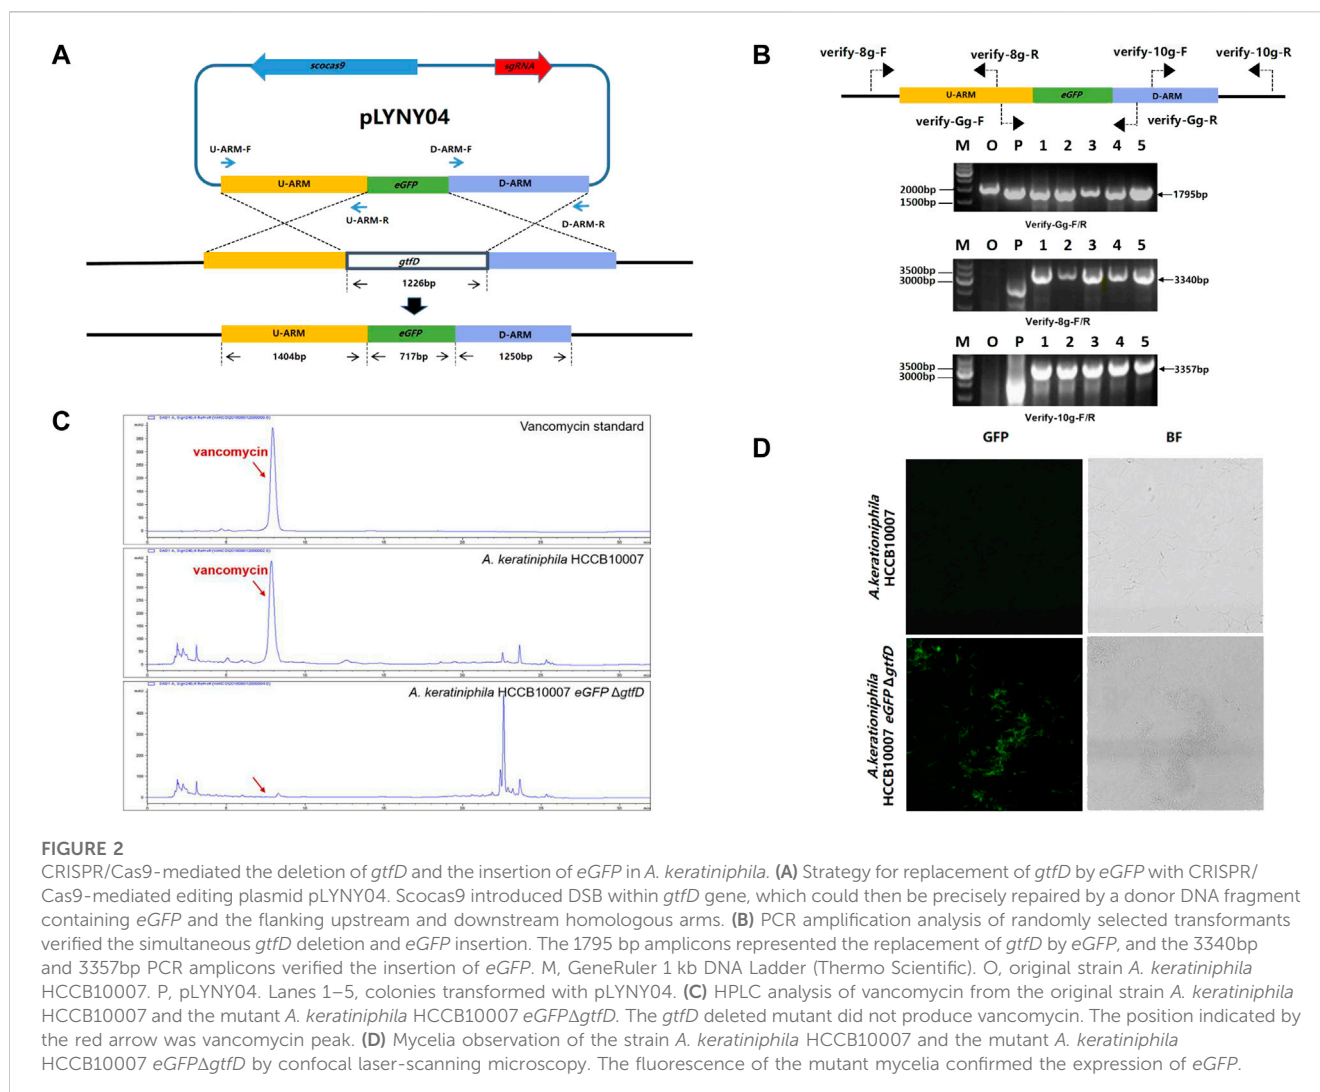 A
scocas9
sgRNA
pLYNY04
U-ARM-F
D-ARM-F
U-ARM
eGFP
D-ARM
U-ARM-R
D-ARM-R
gtfD
1226bp
U-ARM
eGFP
D-ARM
1404bp
717bp
1250bp
B
verify-8g-F
verify-8g-R
verify-10g-F
verify-10g-R
U-ARM
eGFP
D-ARM
verify-Gg-F
verify-Gg-R
M O P 1 2 3 4 5
2000bp
1500bp
1795bp
Verify-Gg-F/R
M O P 1 2 3 4 5
3500bp
3000bp
3340bp
Verify-8g-F/R
M O P 1 2 3 4 5
3500bp
3000bp
3357bp
Verify-10g-F/R
C
Vancomycin standard
vancomycin
A. keratiniphila HCCB10007
vancomycin
A. keratiniphila HCCB10007 eGFP ΔgtfD
D
GFP
BF
A.kerationiphila
HCCB10007
A.kerationiphila
HCCB10007 eGFPΔgtfD
FIGURE 2
CRISPR/Cas9-mediated the deletion of gtfD and the insertion of eGFP in A. keratiniphila. (A) Strategy for replacement of gtfD by eGFP with CRISPR/
Cas9-mediated editing plasmid pLYNY04. Scocas9 introduced DSB within gtfD gene, which could then be precisely repaired by a donor DNA fragment
containing eGFP and the flanking upstream and downstream homologous arms. (B) PCR amplification analysis of randomly selected transformants
verified the simultaneous gtfD deletion and eGFP insertion. The 1795 bp amplicons represented the replacement of gtfD by eGFP, and the 3340bp
and 3357bp PCR amplicons verified the insertion of eGFP. M, GeneRuler 1 kb DNA Ladder (Thermo Scientific). O, original strain A. keratiniphila
HCCB10007. P, pLYNY04. Lanes 1–5, colonies transformed with pLYNY04. (C) HPLC analysis of vancomycin from the original strain A. keratiniphila
HCCB10007 and the mutant A. keratiniphila HCCB10007 eGFPΔgtfD. The gtfD deleted mutant did not produce vancomycin. The position indicated by
the red arrow was vancomycin peak. (D) Mycelia observation of the strain A. keratiniphila HCCB10007 and the mutant A. keratiniphila
HCCB10007 eGFPΔgtfD by confocal laser-scanning microscopy. The fluorescence of the mutant mycelia confirmed the expression of eGFP.